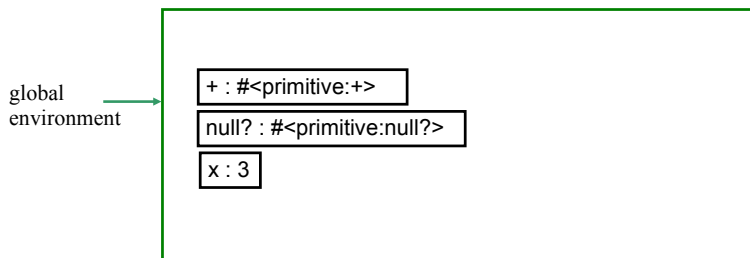 + : #<primitive:+>
global
environment
null? : #<primitive:null?>
x : 3